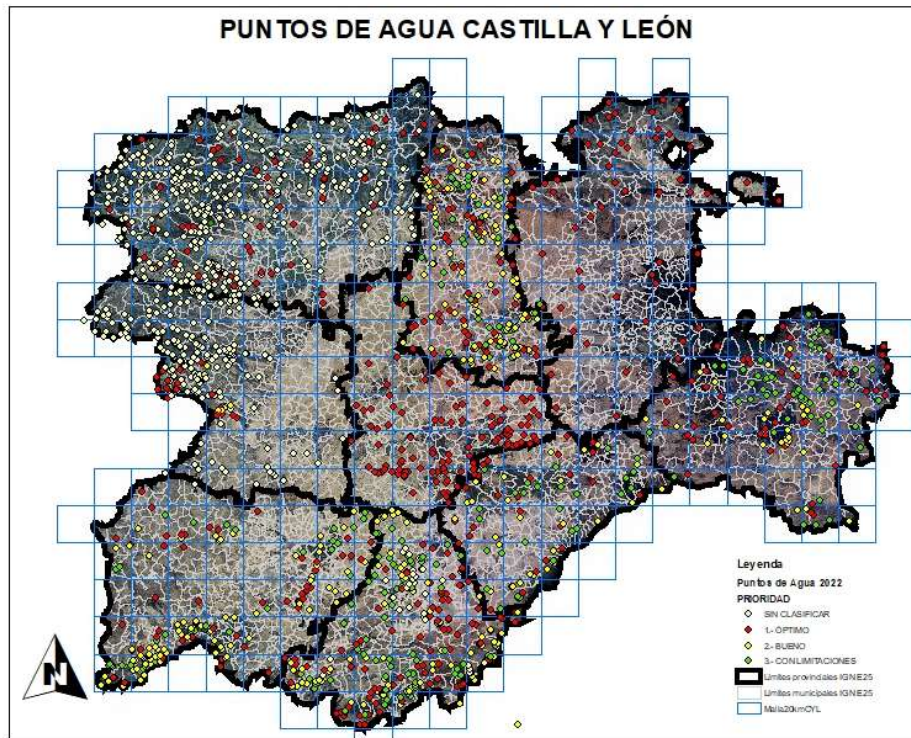 PUNTOS DE AGUA CASTILLA Y LEÓN
Leyenda
Puntos de Agua 2022
PRIORIDAD
SIN CLASIFICAR
1.- ÓPTIMO
2.- BUENO
3.- CON LIMITACIONES
Límites provinciales IGNE25
Límites municipales IGNE25
Malla20kmCYL
N